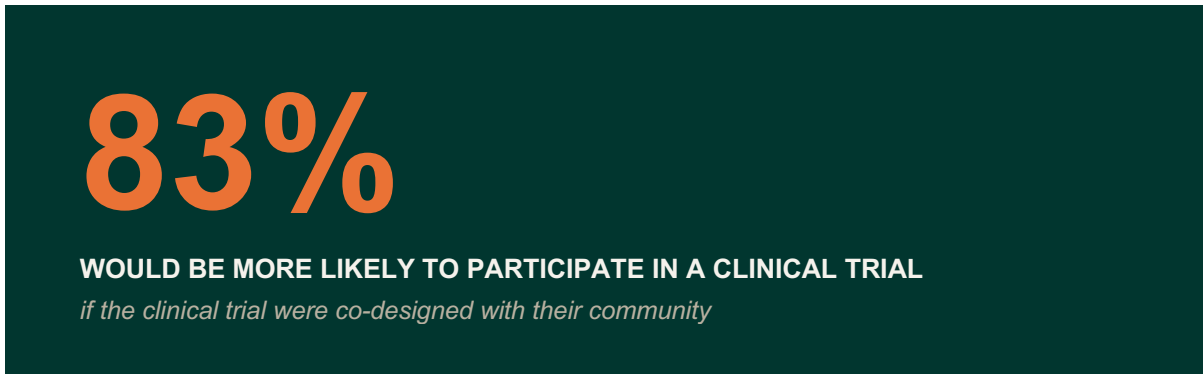 83%
WOULD BE MORE LIKELY TO PARTICIPATE IN A CLINICAL TRIAL
if the clinical trial were co-designed with their community